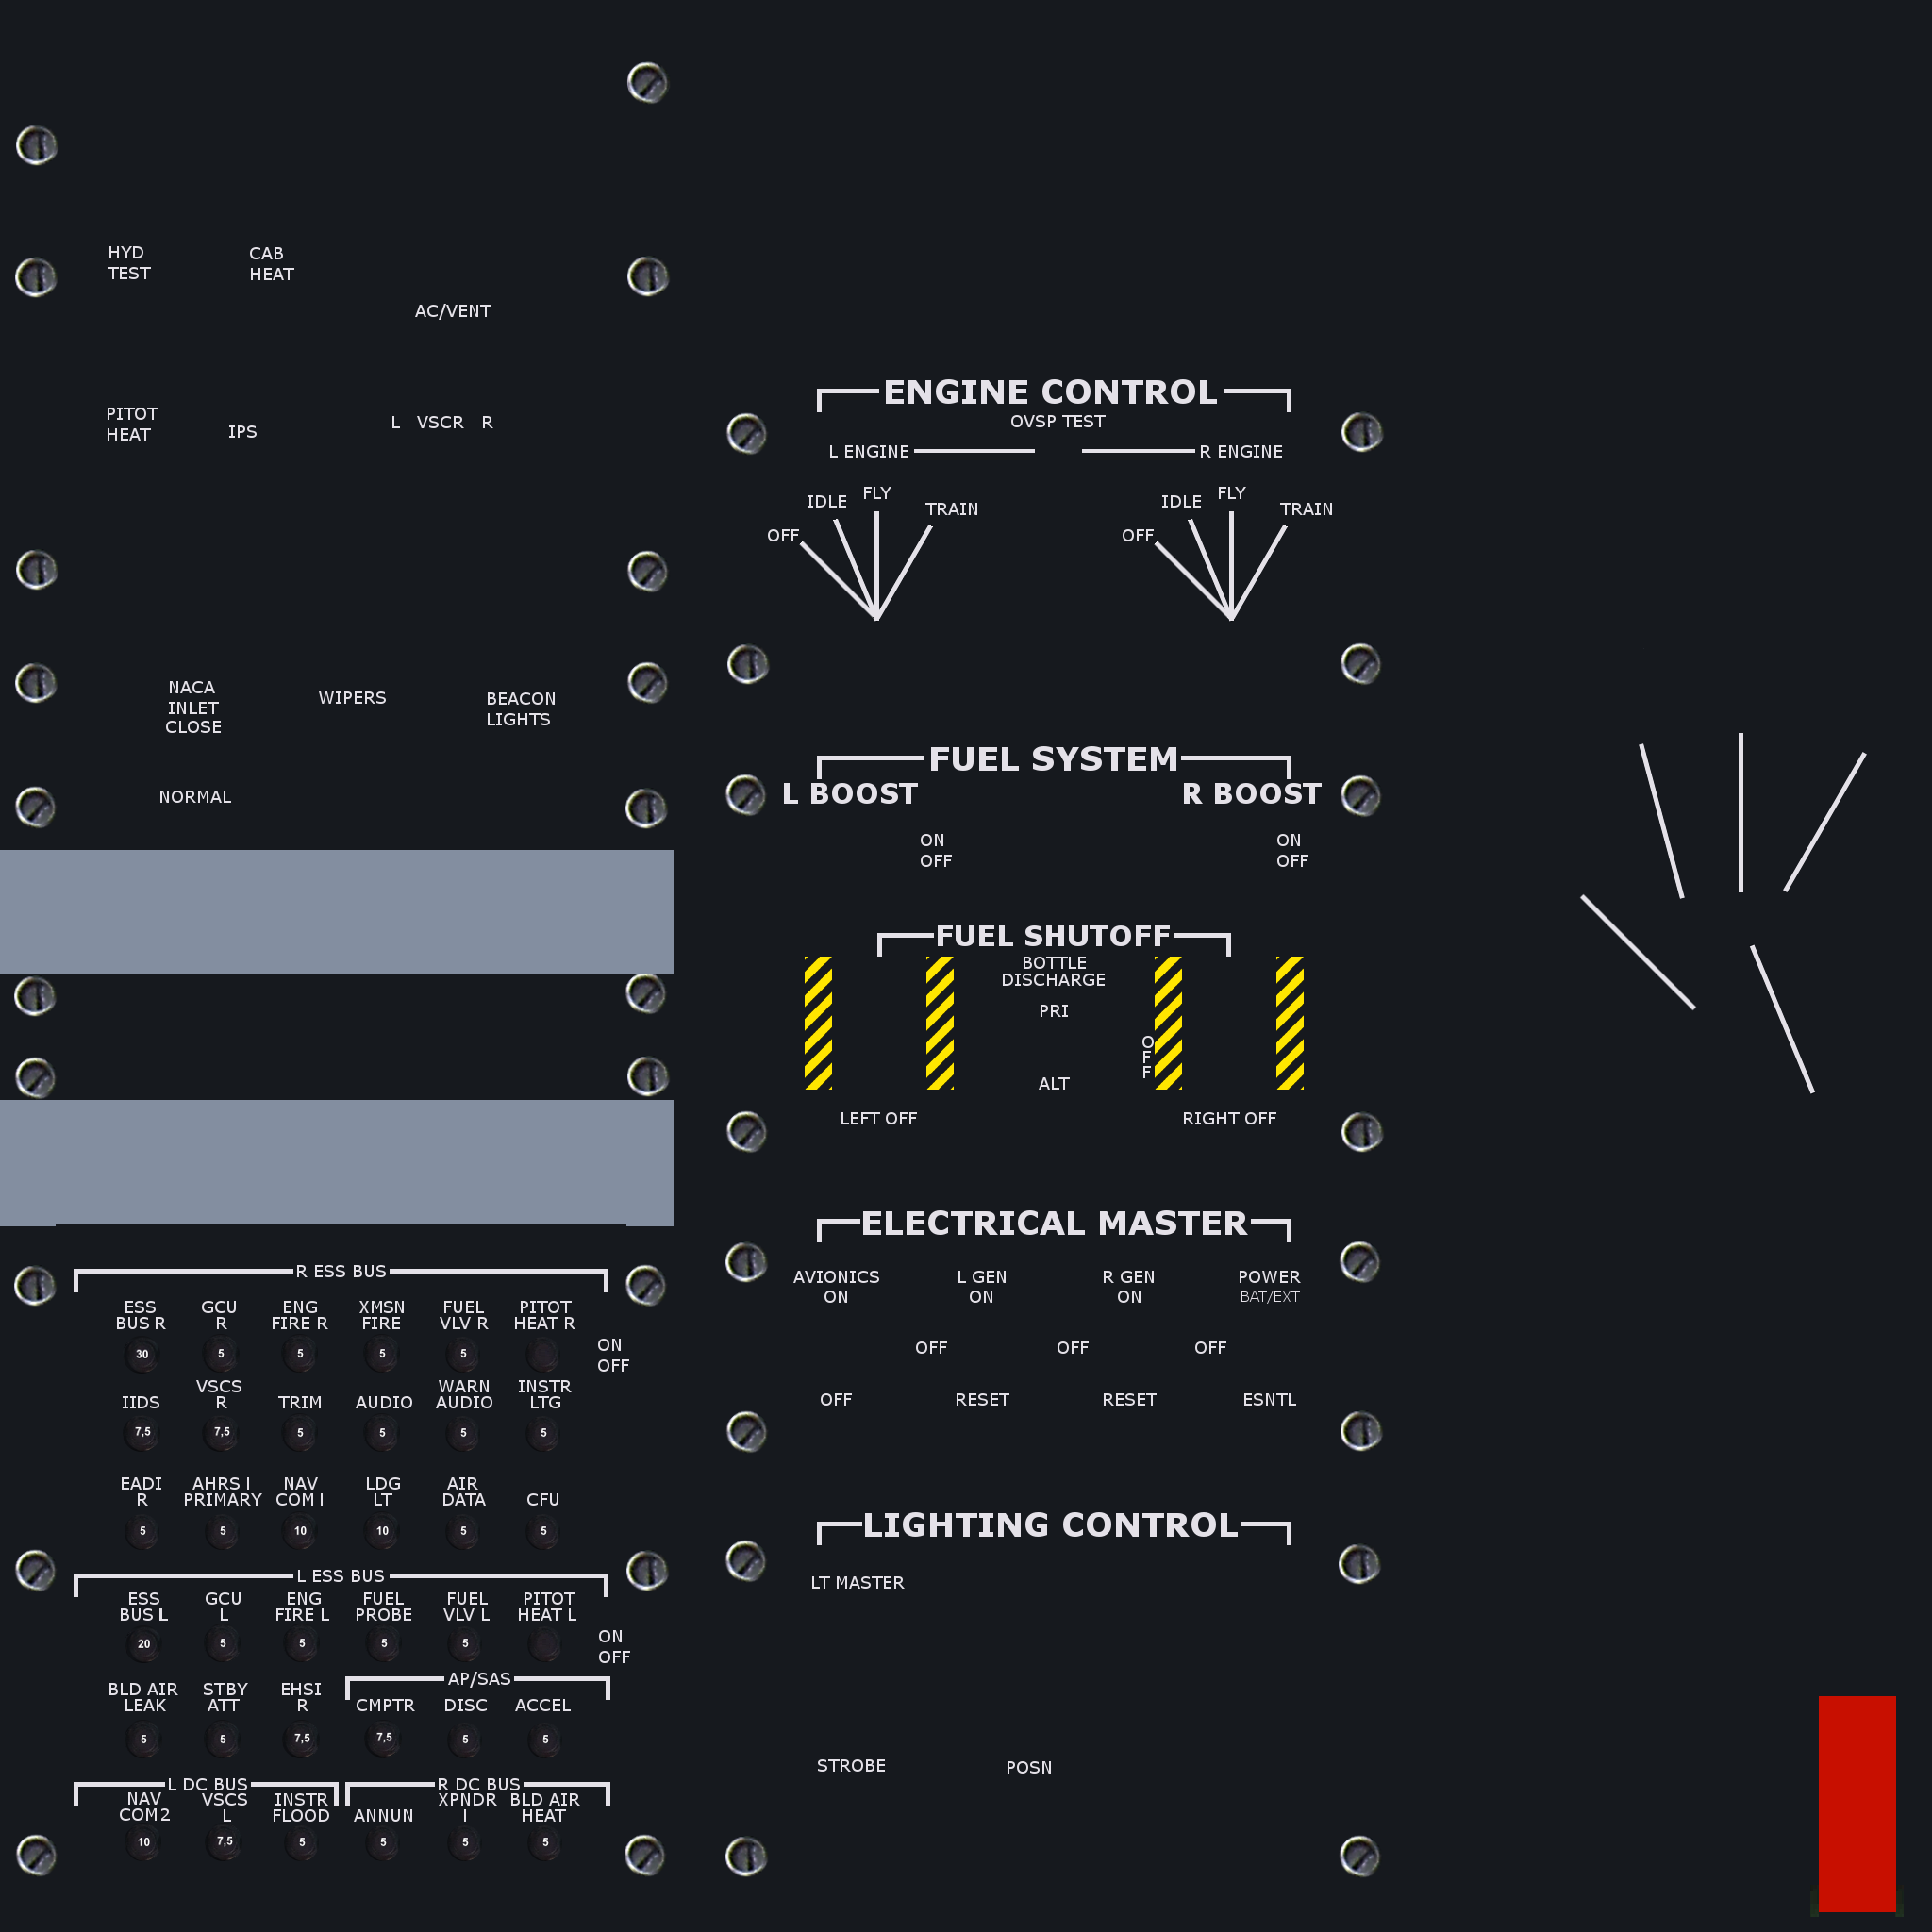 HYD
TEST
CAB
HEAT
AC/VENT
PITOT
HEAT
IPS
L VSCR R
NACA
INLET
CLOSE
WIPERS
BEACON
LIGHTS
NORMAL
R ESS BUS
ESS GCU ENG XMSN FUEL PITOT
BUS R R FIRE R FIRE VLV R HEAT R
30 5 5 5 5
ON
OFF
VSCS WARN INSTR
IIDS R TRIM AUDIO AUDIO LTG
7,5 7,5 5 5 5 5
EADI AHRS I NAV LDG AIR
R PRIMARY COM I LT DATA CFU
5 5 10 10 5 5
L ESS BUS
ESS GCU ENG FUEL FUEL PITOT
BUS L L FIRE L PROBE VLV L HEAT L
20 5 5 5 5
ON
OFF
AP/SAS
BLD AIR STBY EHSI
LEAK ATT R CMPTR DISC ACCEL
5 5 7,5 7,5 5 5
L DC BUS R DC BUS
NAV VSCS INSTR XPNDR BLD AIR
COM2 L FLOOD ANNUN I HEAT
10 7,5 5 5 5 5
ENGINE CONTROL
OVSP TEST
L ENGINE R ENGINE
OFF IDLE FLY TRAIN
OFF IDLE FLY TRAIN
FUEL SYSTEM
L BOOST R BOOST
ON ON
OFF OFF
FUEL SHUTOFF
BOTTLE
DISCHARGE
PRI
O
F
F
ALT
LEFT OFF RIGHT OFF
ELECTRICAL MASTER
AVIONICS L GEN R GEN POWER
ON ON ON BAT/EXT
OFF OFF OFF
OFF RESET RESET ESNTL
LIGHTING CONTROL
LT MASTER
STROBE POSN